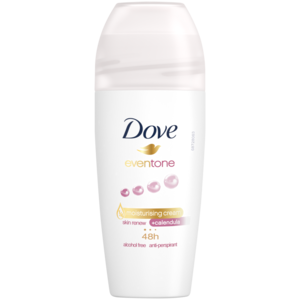 Dove
eventone
moisturising cream
skin renew +calendula
48h
alcohol free anti-perspirant